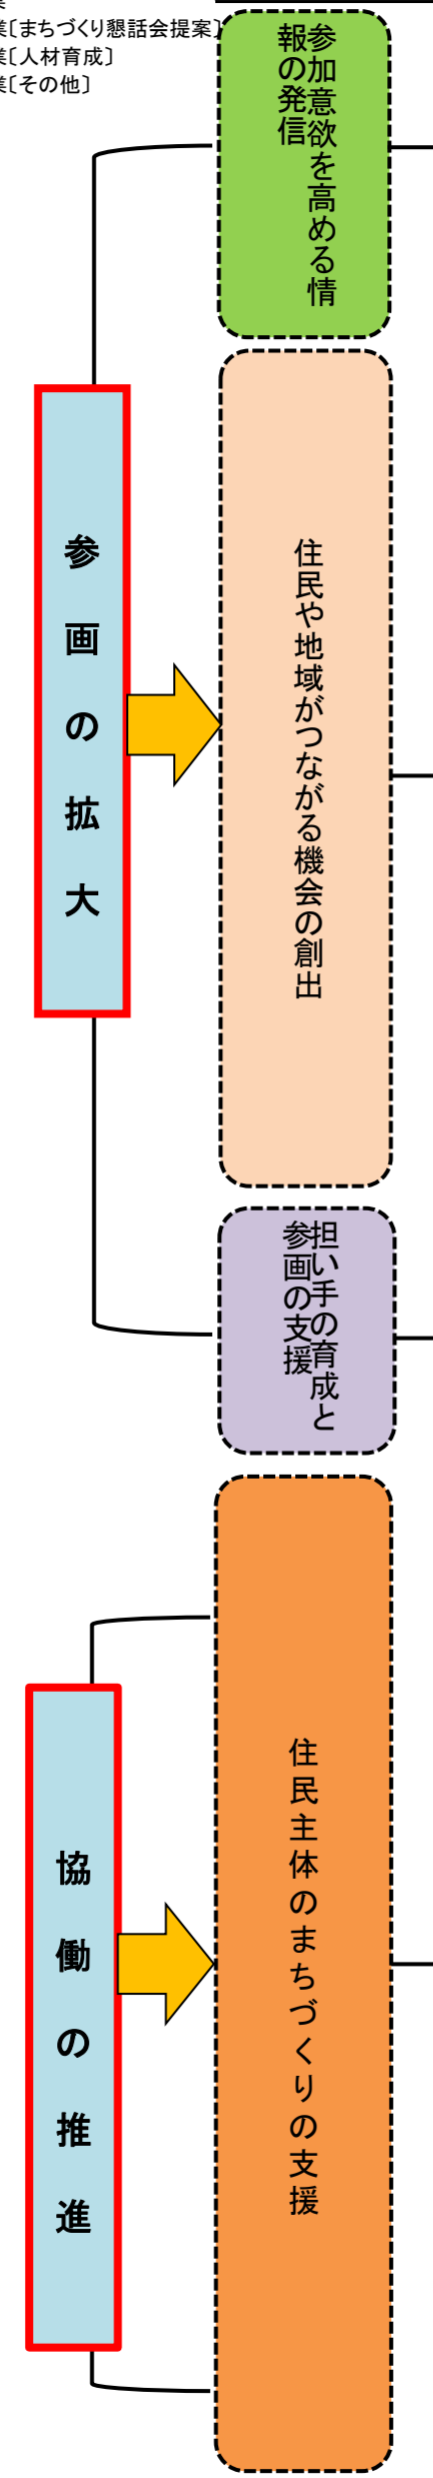 業
業〔まちづくり懇話会提案〕
業〔人材育成〕
業〔その他〕
参加意欲を高める情
報の発信
参画の拡大
住民や地域がつながる機会の創出
担い手の育成と
参画の支援
協働の推進
住民主体のまちづくりの支援